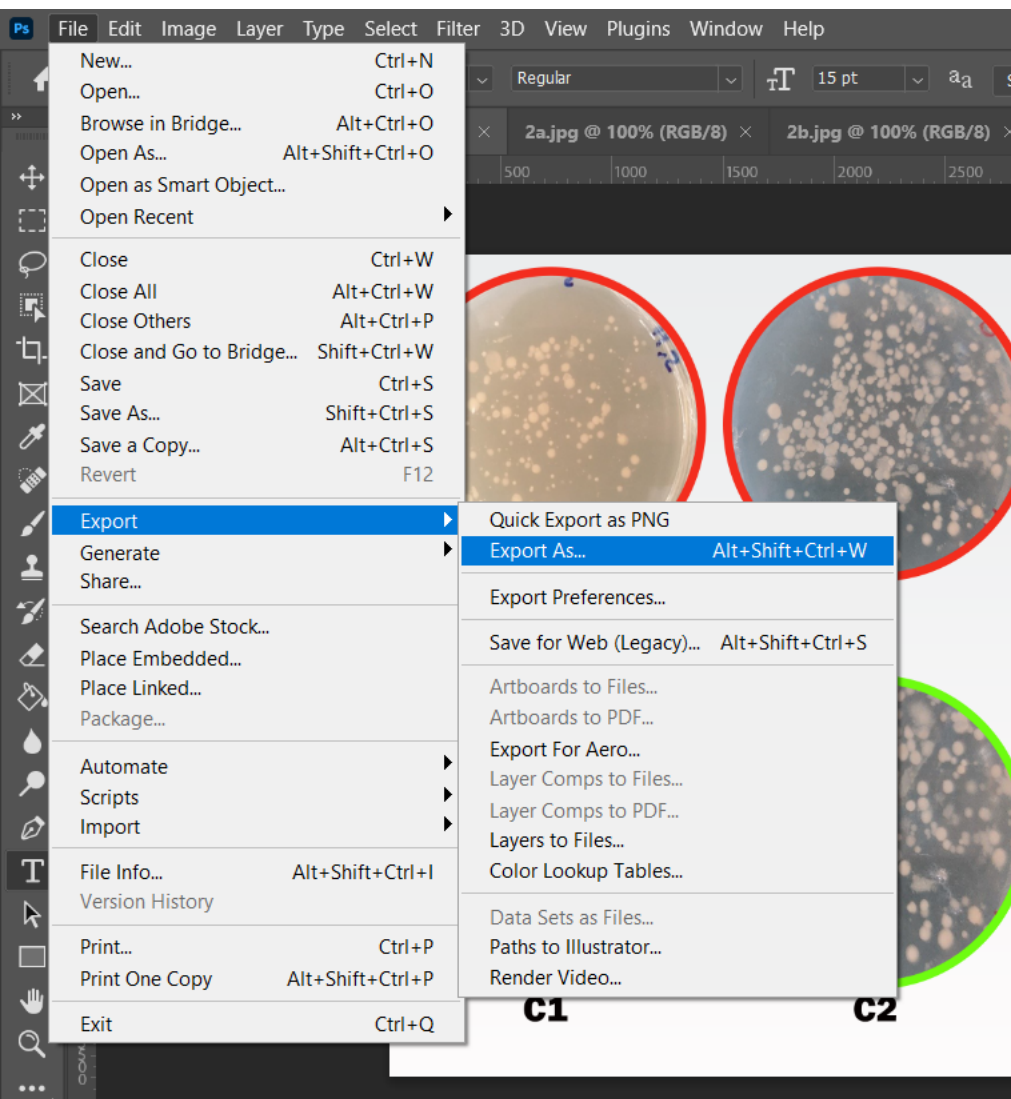 Ps File Edit Image Layer Type Select Filter 3D View Plugins Window Help
Regular 15 pt aa
2a.jpg @ 100% (RGB/8) × 2b.jpg @ 100% (RGB/8)
500 1000 1500 2000 2500
New... Ctrl+N
Open... Ctrl+O
Browse in Bridge... Alt+Ctrl+O
Open As... Alt+Shift+Ctrl+O
Open as Smart Object...
Open Recent
Close Ctrl+W
Close All Alt+Ctrl+W
Close Others Alt+Ctrl+P
Close and Go to Bridge... Shift+Ctrl+W
Save Ctrl+S
Save As... Shift+Ctrl+S
Save a Copy... Alt+Ctrl+S
Revert F12
Export
Generate
Share...
Search Adobe Stock...
Place Embedded...
Place Linked...
Package...
Automate
Scripts
Import
File Info... Alt+Shift+Ctrl+I
Version History
Print... Ctrl+P
Print One Copy Alt+Shift+Ctrl+P
Exit Ctrl+Q
Quick Export as PNG
Export As... Alt+Shift+Ctrl+W
Export Preferences...
Save for Web (Legacy)... Alt+Shift+Ctrl+S
Artboards to Files...
Artboards to PDF...
Export For Aero...
Layer Comps to Files...
Layer Comps to PDF...
Layers to Files...
Color Lookup Tables...
Data Sets as Files...
Paths to Illustrator...
Render Video...
C1 C2